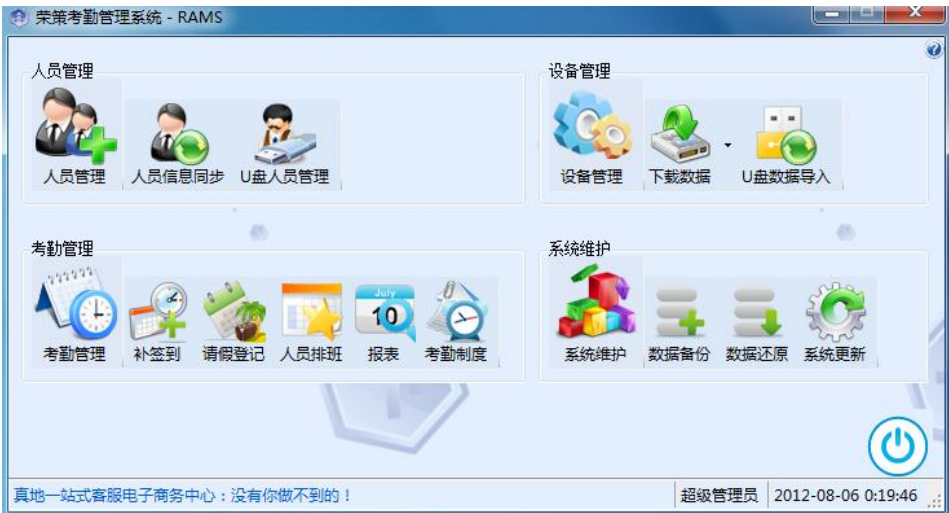 荣策考勤管理系统 - RAMS
人员管理
人员管理 人员信息同步 U盘人员管理
设备管理
设备管理 下载数据 U盘数据导入
考勤管理
考勤管理 补签到 请假登记 人员排班 报表 考勤制度
July
10
系统维护
系统维护 数据备份 数据还原 系统更新
真地一站式客服电子商务中心：没有你做不到的！
超级管理员 2012-08-06 0:19:46